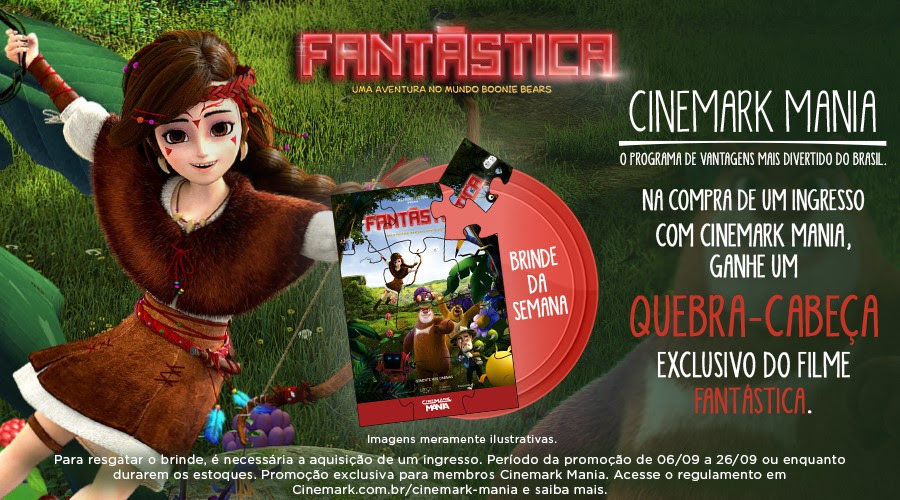 FANTÁSTICA
UMA AVENTURA NO MUNDO BOONIE BEARS
CINEMARK MANIA
O PROGRAMA DE VANTAGENS MAIS DIVERTIDO DO BRASIL.
NA COMPRA DE UM INGRESSO
COM CINEMARK MANIA,
GANHE UM
QUEBRA-CABEÇA
EXCLUSIVO DO FILME
FANTÁSTICA.
BRINDE
DA
SEMANA
FANTÁS
TICA
CINEMARK
MANIA
Imagens meramente ilustrativas.
Para resgatar o brinde, é necessária a aquisição de um ingresso. Período da promoção de 06/09 a 26/09 ou enquanto
durarem os estoques. Promoção exclusiva para membros Cinemark Mania. Acesse o regulamento em
Cinemark.com.br/cinemark-mania e saiba mais.